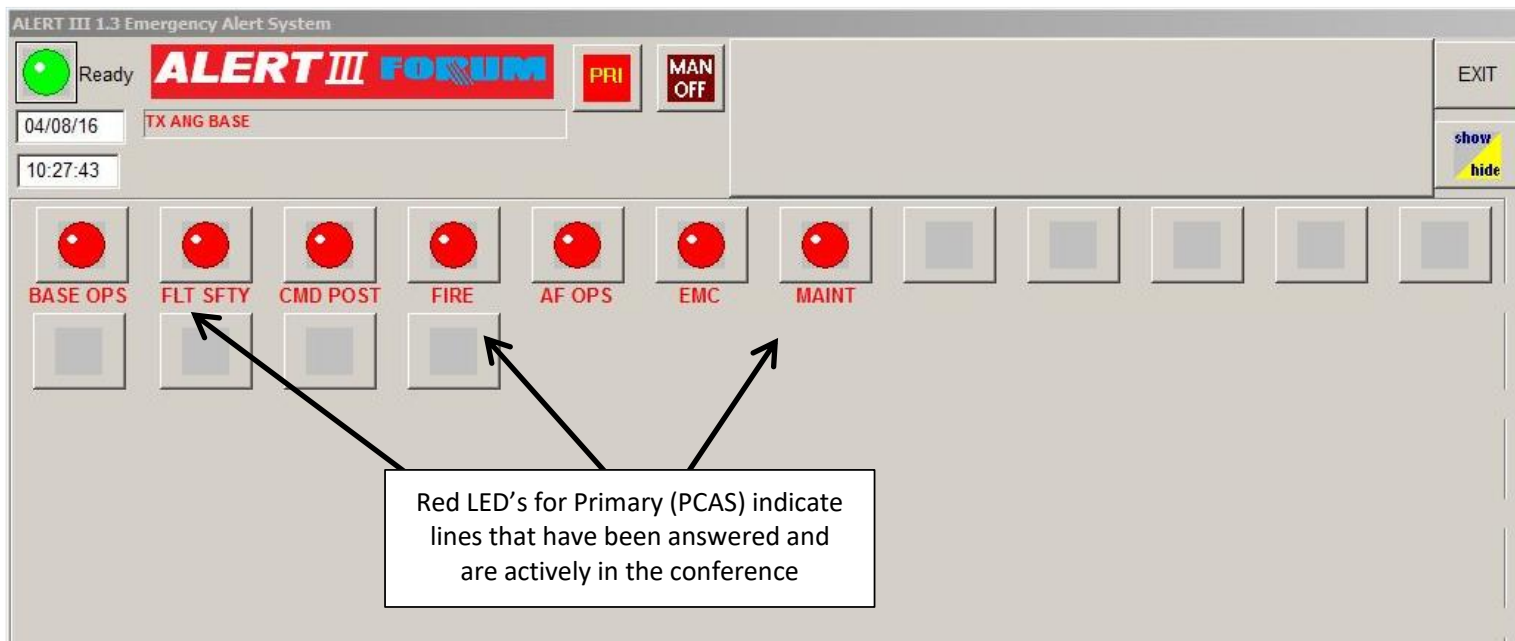 ALERT III 1.3 Emergency Alert System
Ready
ALERT III FORUM
PRI
MAN
OFF
EXIT
04/08/16
TX ANG BASE
show
hide
10:27:43
BASE OPS
FLT SFTY
CMD POST
FIRE
AF OPS
EMC
MAINT
Red LED’s for Primary (PCAS) indicate
lines that have been answered and
are actively in the conference